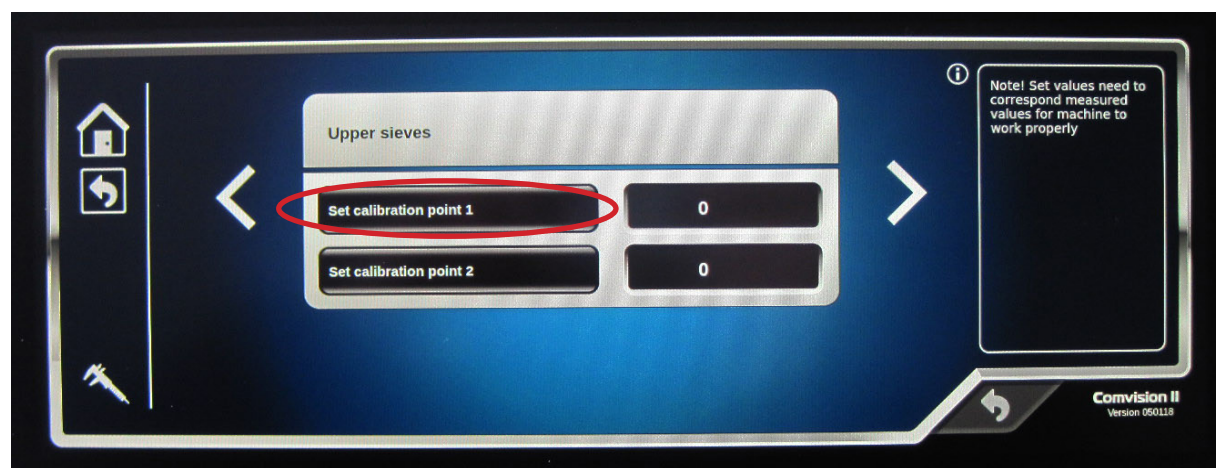 Upper sieves
Set calibration point 1
0
Set calibration point 2
0
Note! Set values need to
correspond measured
values for machine to
work properly
Comvision II
Version 050118